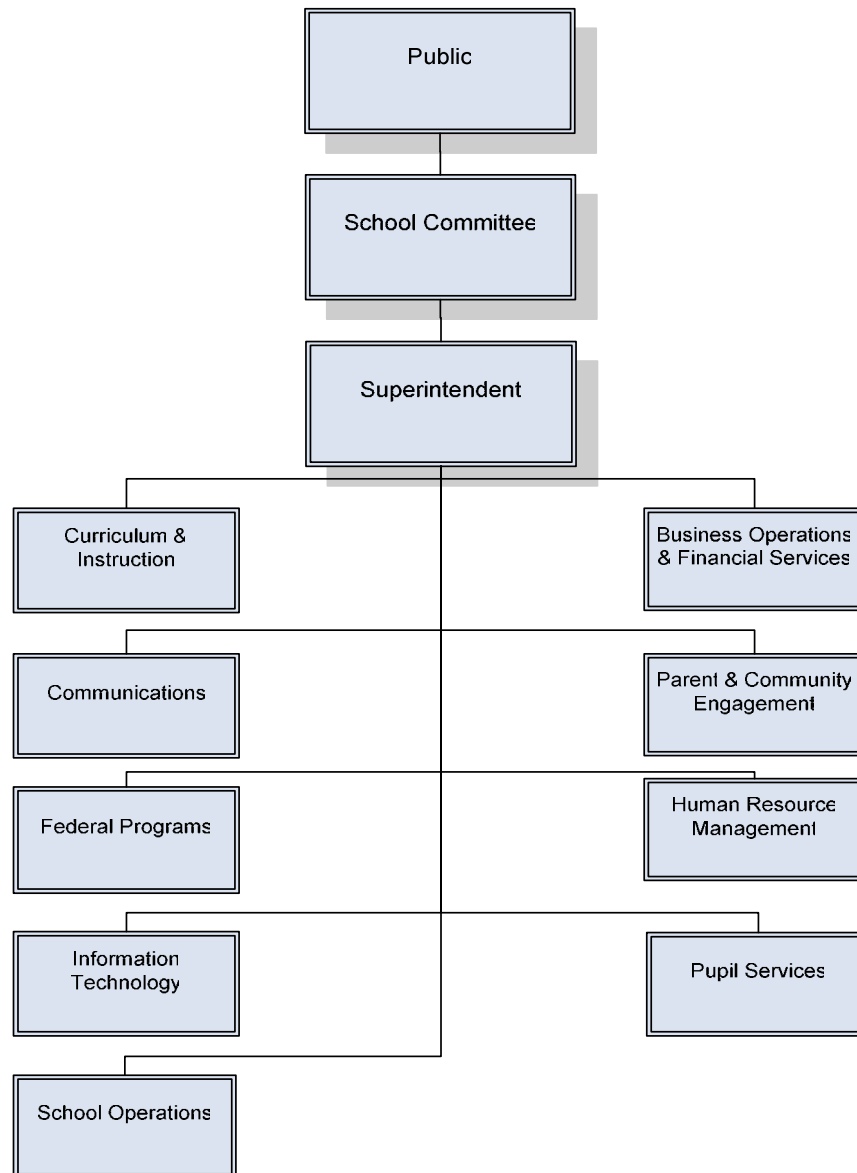 Public
School Committee
Superintendent
Curriculum &
Instruction
Business Operations
& Financial Services
Communications
Parent & Community
Engagement
Federal Programs
Human Resource
Management
Information
Technology
Pupil Services
School Operations